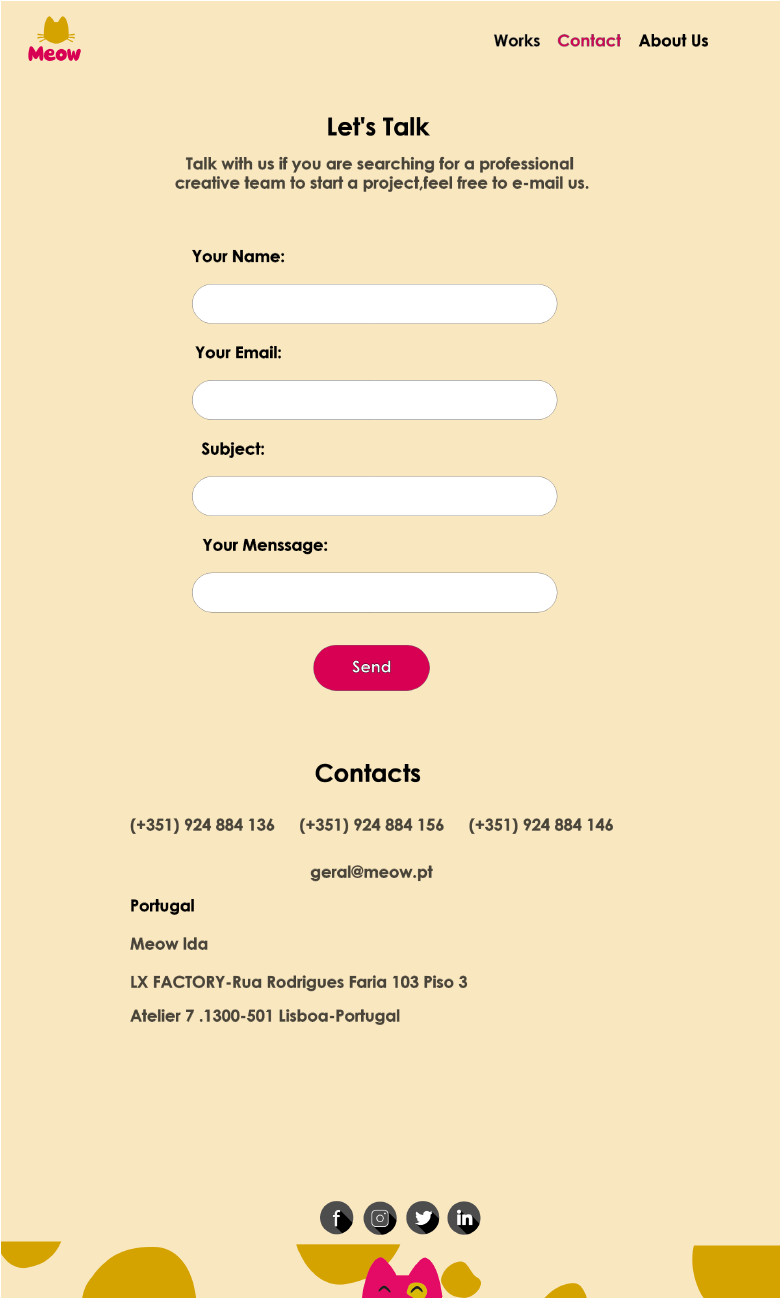 Meow
Works Contact About Us
Let's Talk
Talk with us if you are searching for a professional
creative team to start a project,feel free to e-mail us.
Your Name:
Your Email:
Subject:
Your Menssage:
Send
Contacts
(+351) 924 884 136 (+351) 924 884 156 (+351) 924 884 146
geral@meow.pt
Portugal
Meow lda
LX FACTORY-Rua Rodrigues Faria 103 Piso 3
Atelier 7 .1300-501 Lisboa-Portugal
f in